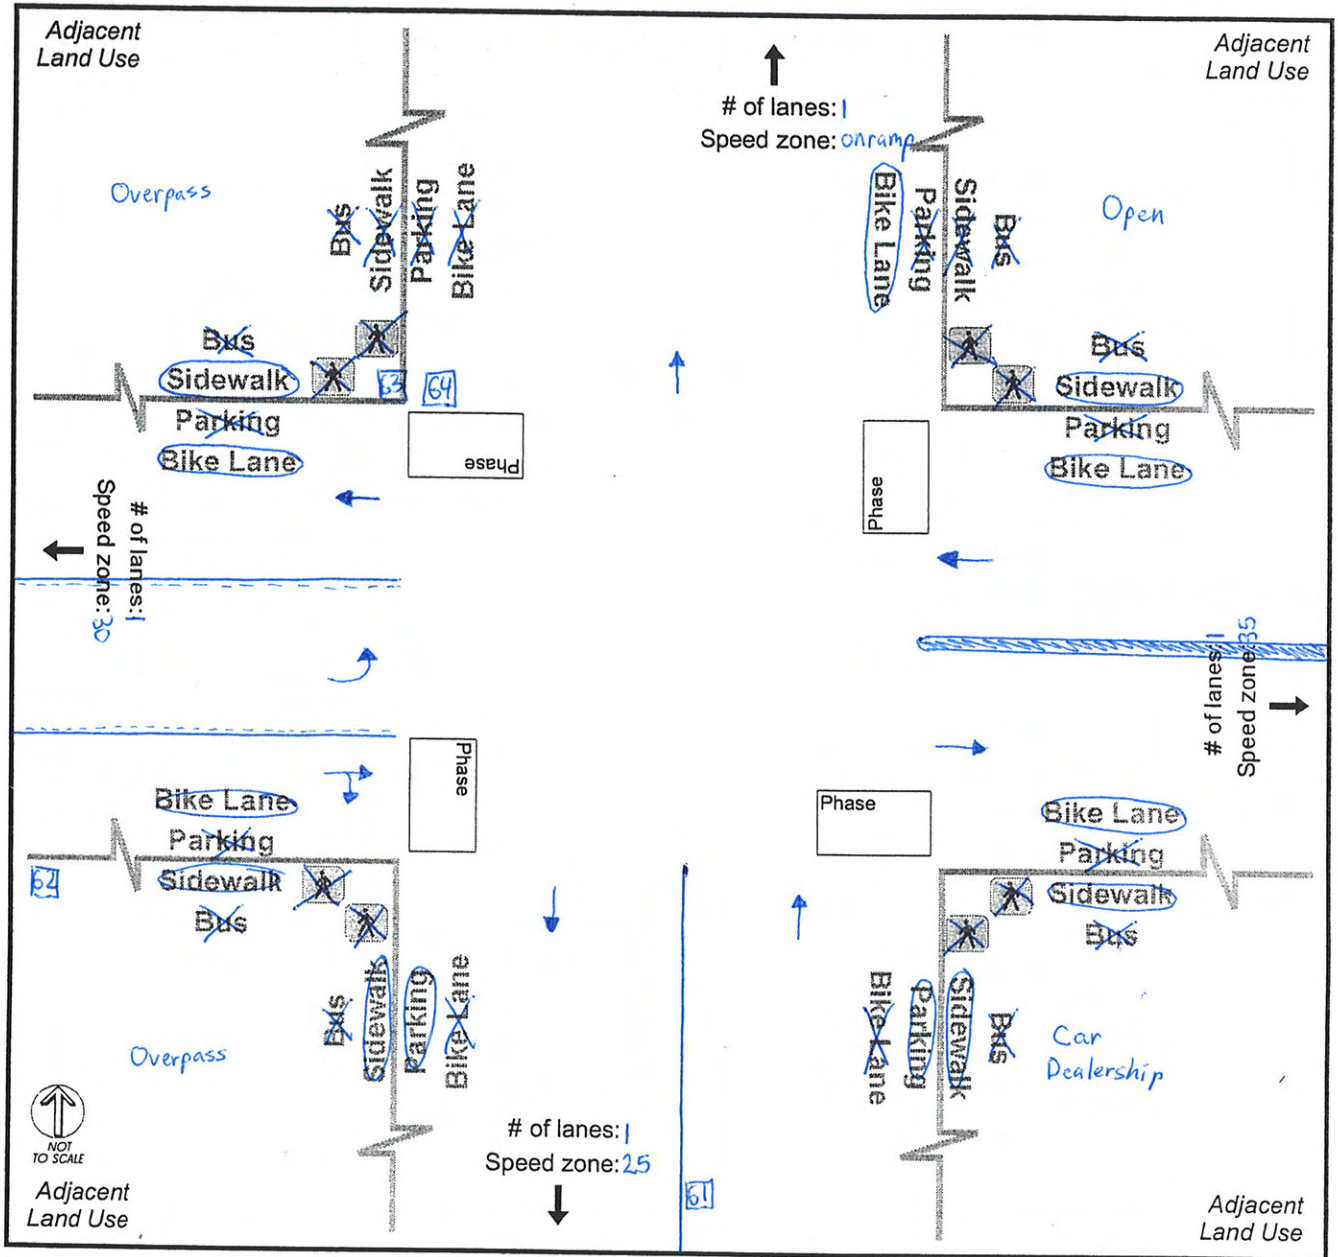 Adjacent
Land Use
Adjacent
Land Use
# of lanes: 1
Speed zone: onramp
Overpass
Bus
Sidewalk
Parking
Bike Lane
Bike Lane
Parking
Sidewalk
Bus
Open
Bus
Sidewalk
Parking
Bike Lane
63
64
Phase
Bus
Sidewalk
Parking
Bike Lane
Phase
# of lanes: 1
Speed zone: 30
# of lanes: 1
Speed zone: 35
Phase
Phase
Bike Lane
Parking
Sidewalk
Bus
62
Bike Lane
Parking
Sidewalk
Bus
Bus
Sidewalk
Parking
Bike Lane
Bike Lane
Parking
Sidewalk
Bus
Overpass
Car
Dealership
NOT
TO SCALE
# of lanes: 1
Speed zone: 25
61
Adjacent
Land Use
Adjacent
Land Use